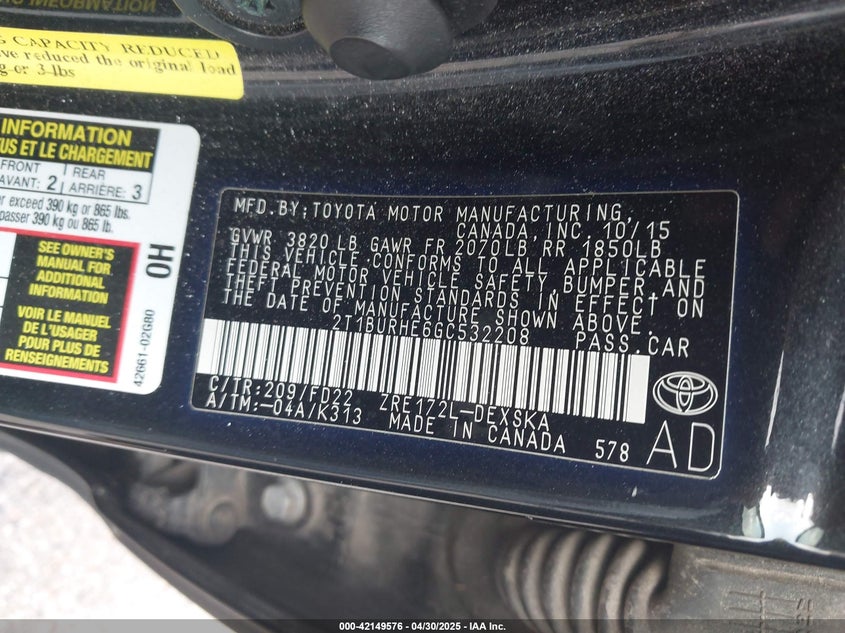 G CAPACITY REDUCED
ve reduced the original load
g or 3 lbs
INFORMATION
TUS ET LE CHARGEMENT
FRONT
AVANT: 2
REAR
ARRIÈRE: 3
r exceed 390 kg or 865 lbs.
passer 390 kg ou 865 lb.
SEE OWNER'S
MANUAL FOR
ADDITIONAL
INFORMATION
VOIR LE MANUEL
DE L'USAGER
POUR PLUS DE
RENSEIGNEMENTS
OH
42661-02G80
MFD.BY:TOYOTA MOTOR MANUFACTURING,
CANADA, INC. 10/15
GVWR 3820 LB GAWR FR 2070LB RR 1850LB
THIS VEHICLE CONFORMS TO ALL APPLICABLE
FEDERAL MOTOR VEHICLE SAFETY, BUMPER, AND
THEFT PREVENTION STANDARDS IN EFFECT ON
THE DATE OF MANUFACTURE SHOWN ABOVE.
2T1BURHE6GC532208 PASS.CAR
C/TR:209/FD22 ZRE172L-DEXSKA
A/TM:-04A/K313 MADE IN CANADA 578
AD
000-42149576 - 04/30/2025 - IAA Inc.